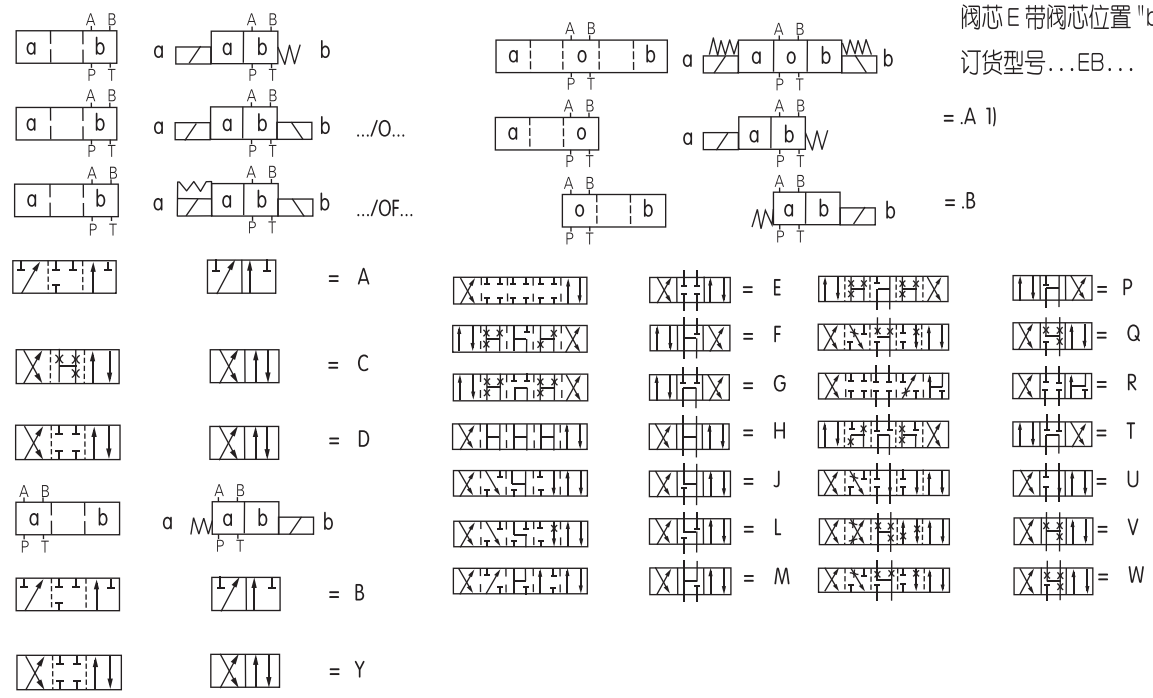 A B
a b
P T
A B
a b b
P T
A B
a b
P T
A B
a b b .../O...
P T
A B
a b
P T
A B
a a b b .../OF...
P T
= A
= C
= D
A B
a b
P T
A B
a a b b
P T
= B
= Y
A B
a o b
P T
A B
a a o b b
P T
A B
a o
P T
A B
a a b
P T
= .A 1)
A B
o b
P T
A B
a b b
P T
= .B
阀芯 E 带阀芯位置 "b
订货型号...EB...
= E
= F
= G
= H
= J
= L
= M
= P
= Q
= R
= T
= U
= V
= W